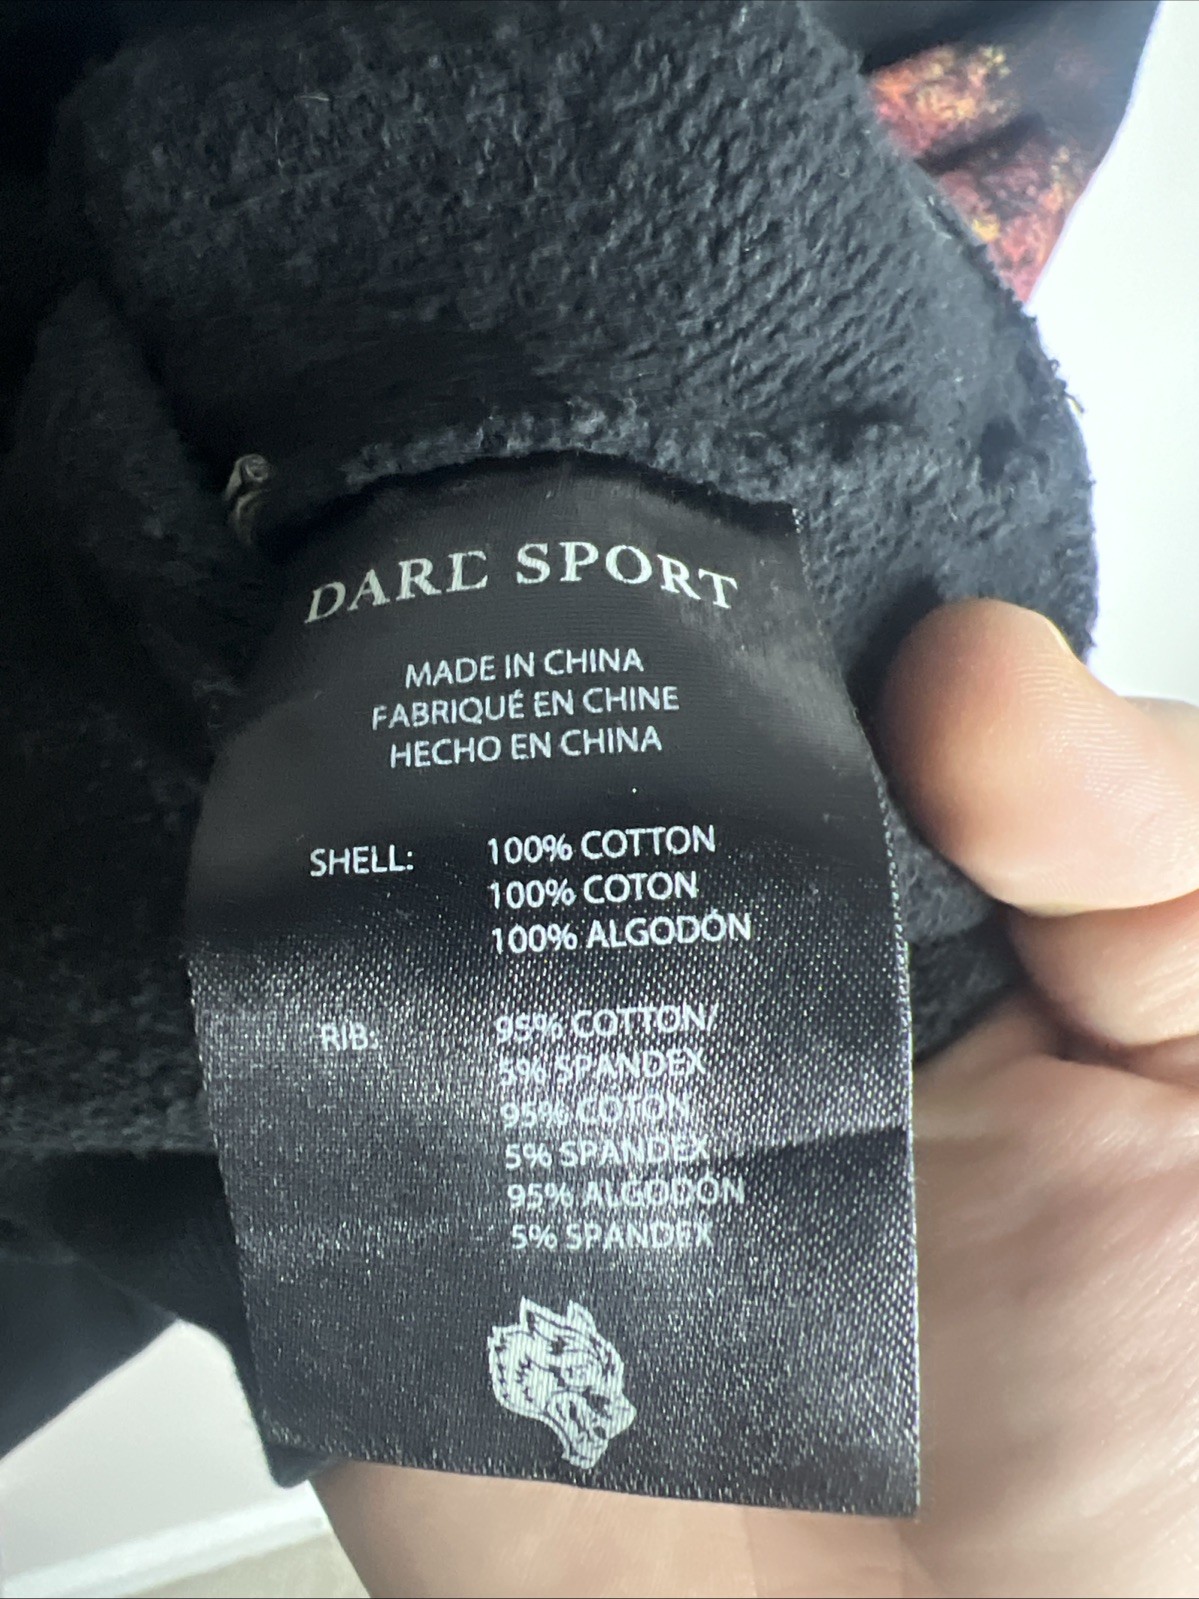 DARE SPORT
MADE IN CHINA
FABRIQUÉ EN CHINE
HECHO EN CHINA
SHELL: 100% COTTON
100% COTON
100% ALGODÓN
RIB: 95% COTTON/
5% SPANDEX
95% COTON
5% SPANDEX
95% ALGODÓN
5% SPANDEX